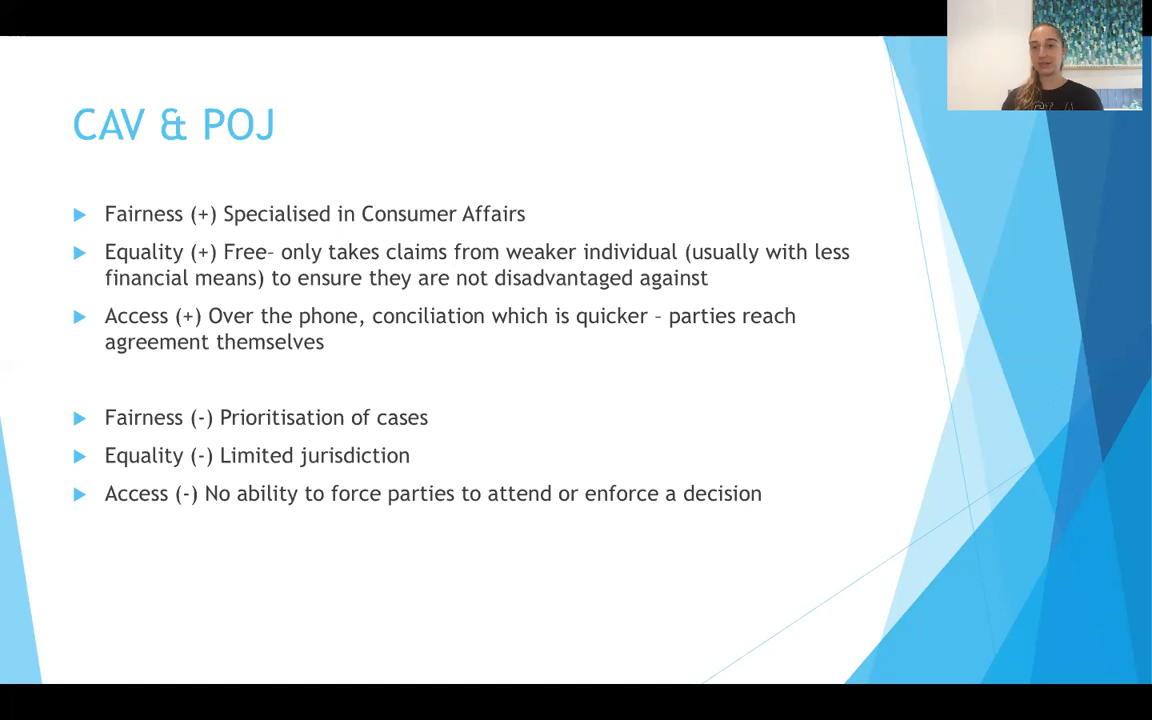 CAV & POJ
Fairness (+) Specialised in Consumer Affairs
Equality (+) Free– only takes claims from weaker individual (usually with less
financial means) to ensure they are not disadvantaged against
Access (+) Over the phone, conciliation which is quicker – parties reach
agreement themselves
Fairness (-) Prioritisation of cases
Equality (-) Limited jurisdiction
Access (-) No ability to force parties to attend or enforce a decision